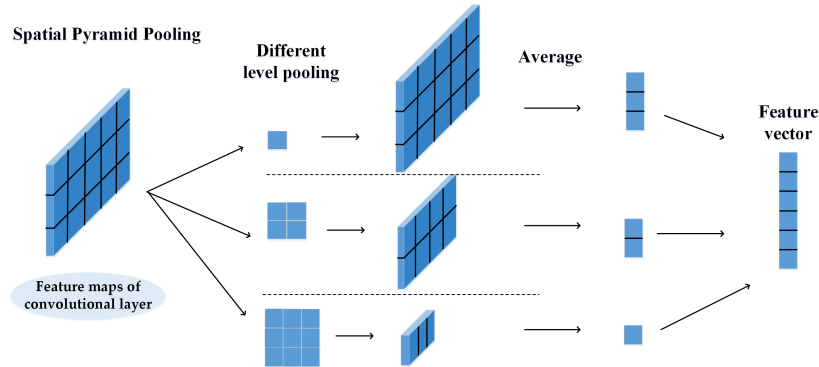 Spatial Pyramid Pooling
Different
level pooling
Average
Feature
vector
Feature maps of
convolutional layer